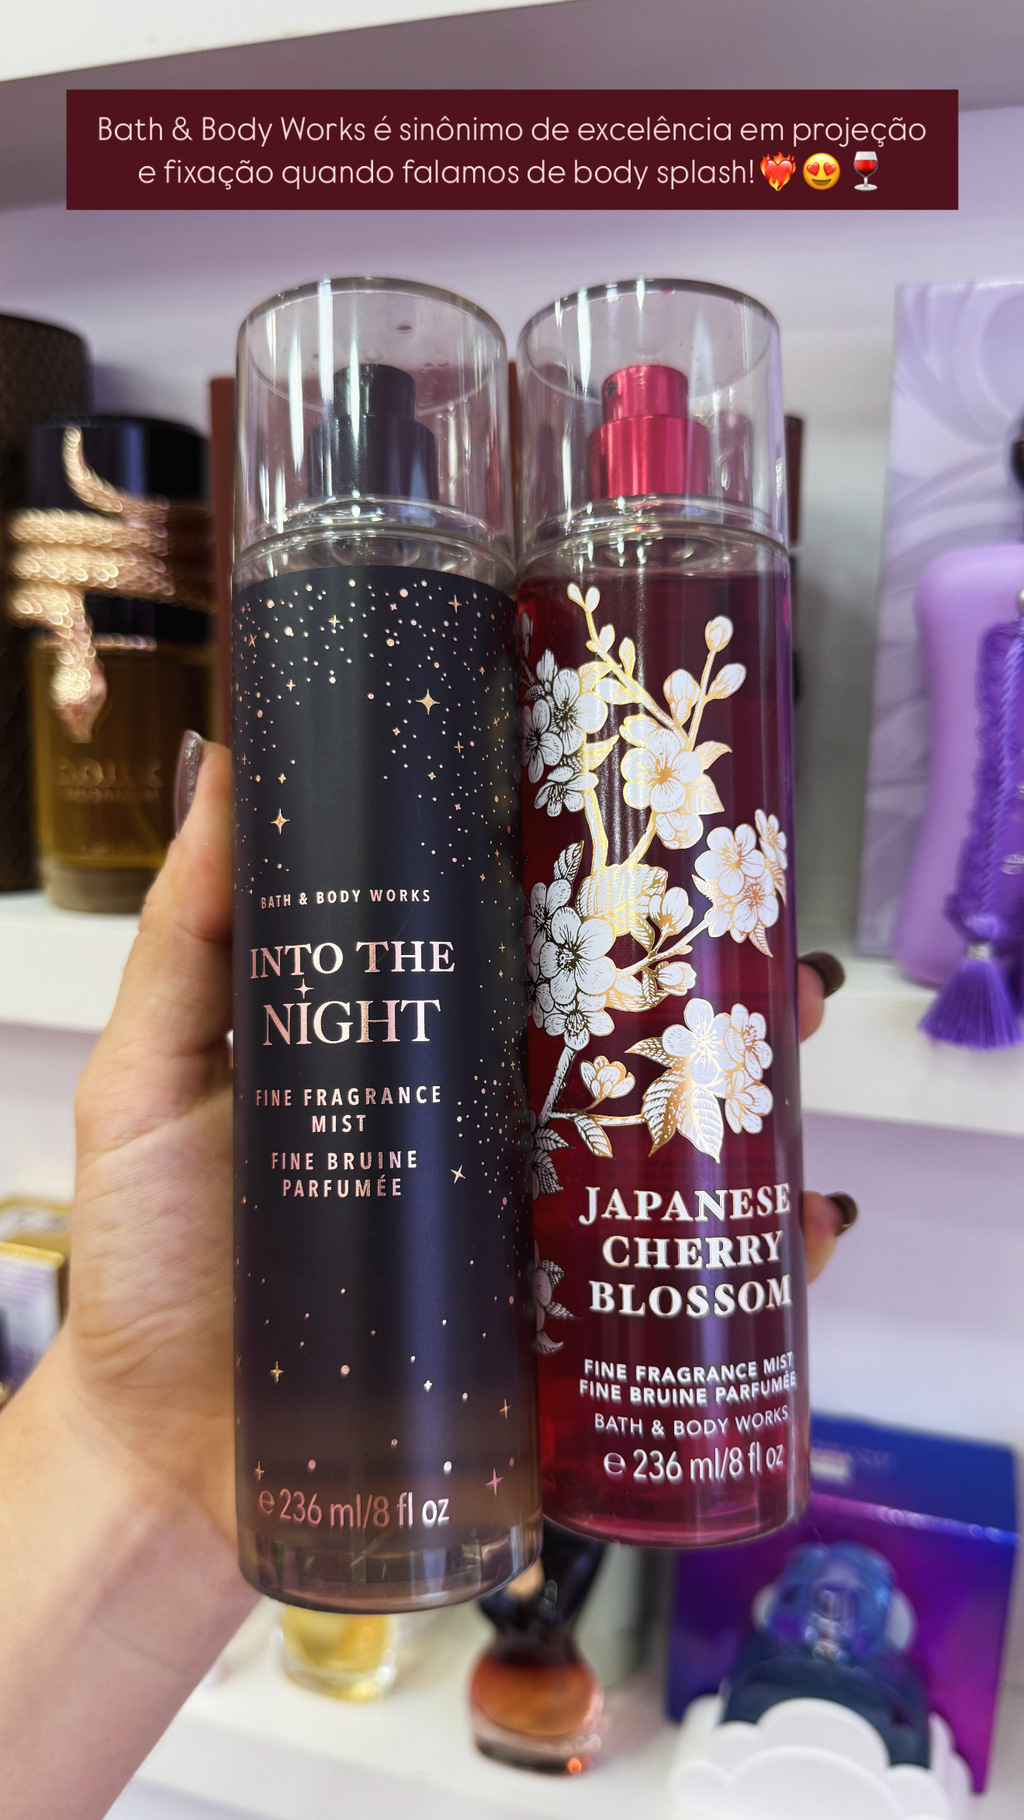 Bath & Body Works é sinônimo de excelência em projeção
e fixação quando falamos de body splash!❤️‍🔥😍🍷
BATH & BODY WORKS
INTO THE
NIGHT
FINE FRAGRANCE
MIST
FINE BRUINE
PARFUMÉE
℮ 236 ml/8 fl oz
JAPANESE
CHERRY
BLOSSOM
FINE FRAGRANCE MIST
FINE BRUINE PARFUMÉE
BATH & BODY WORKS
℮ 236 ml/8 fl oz